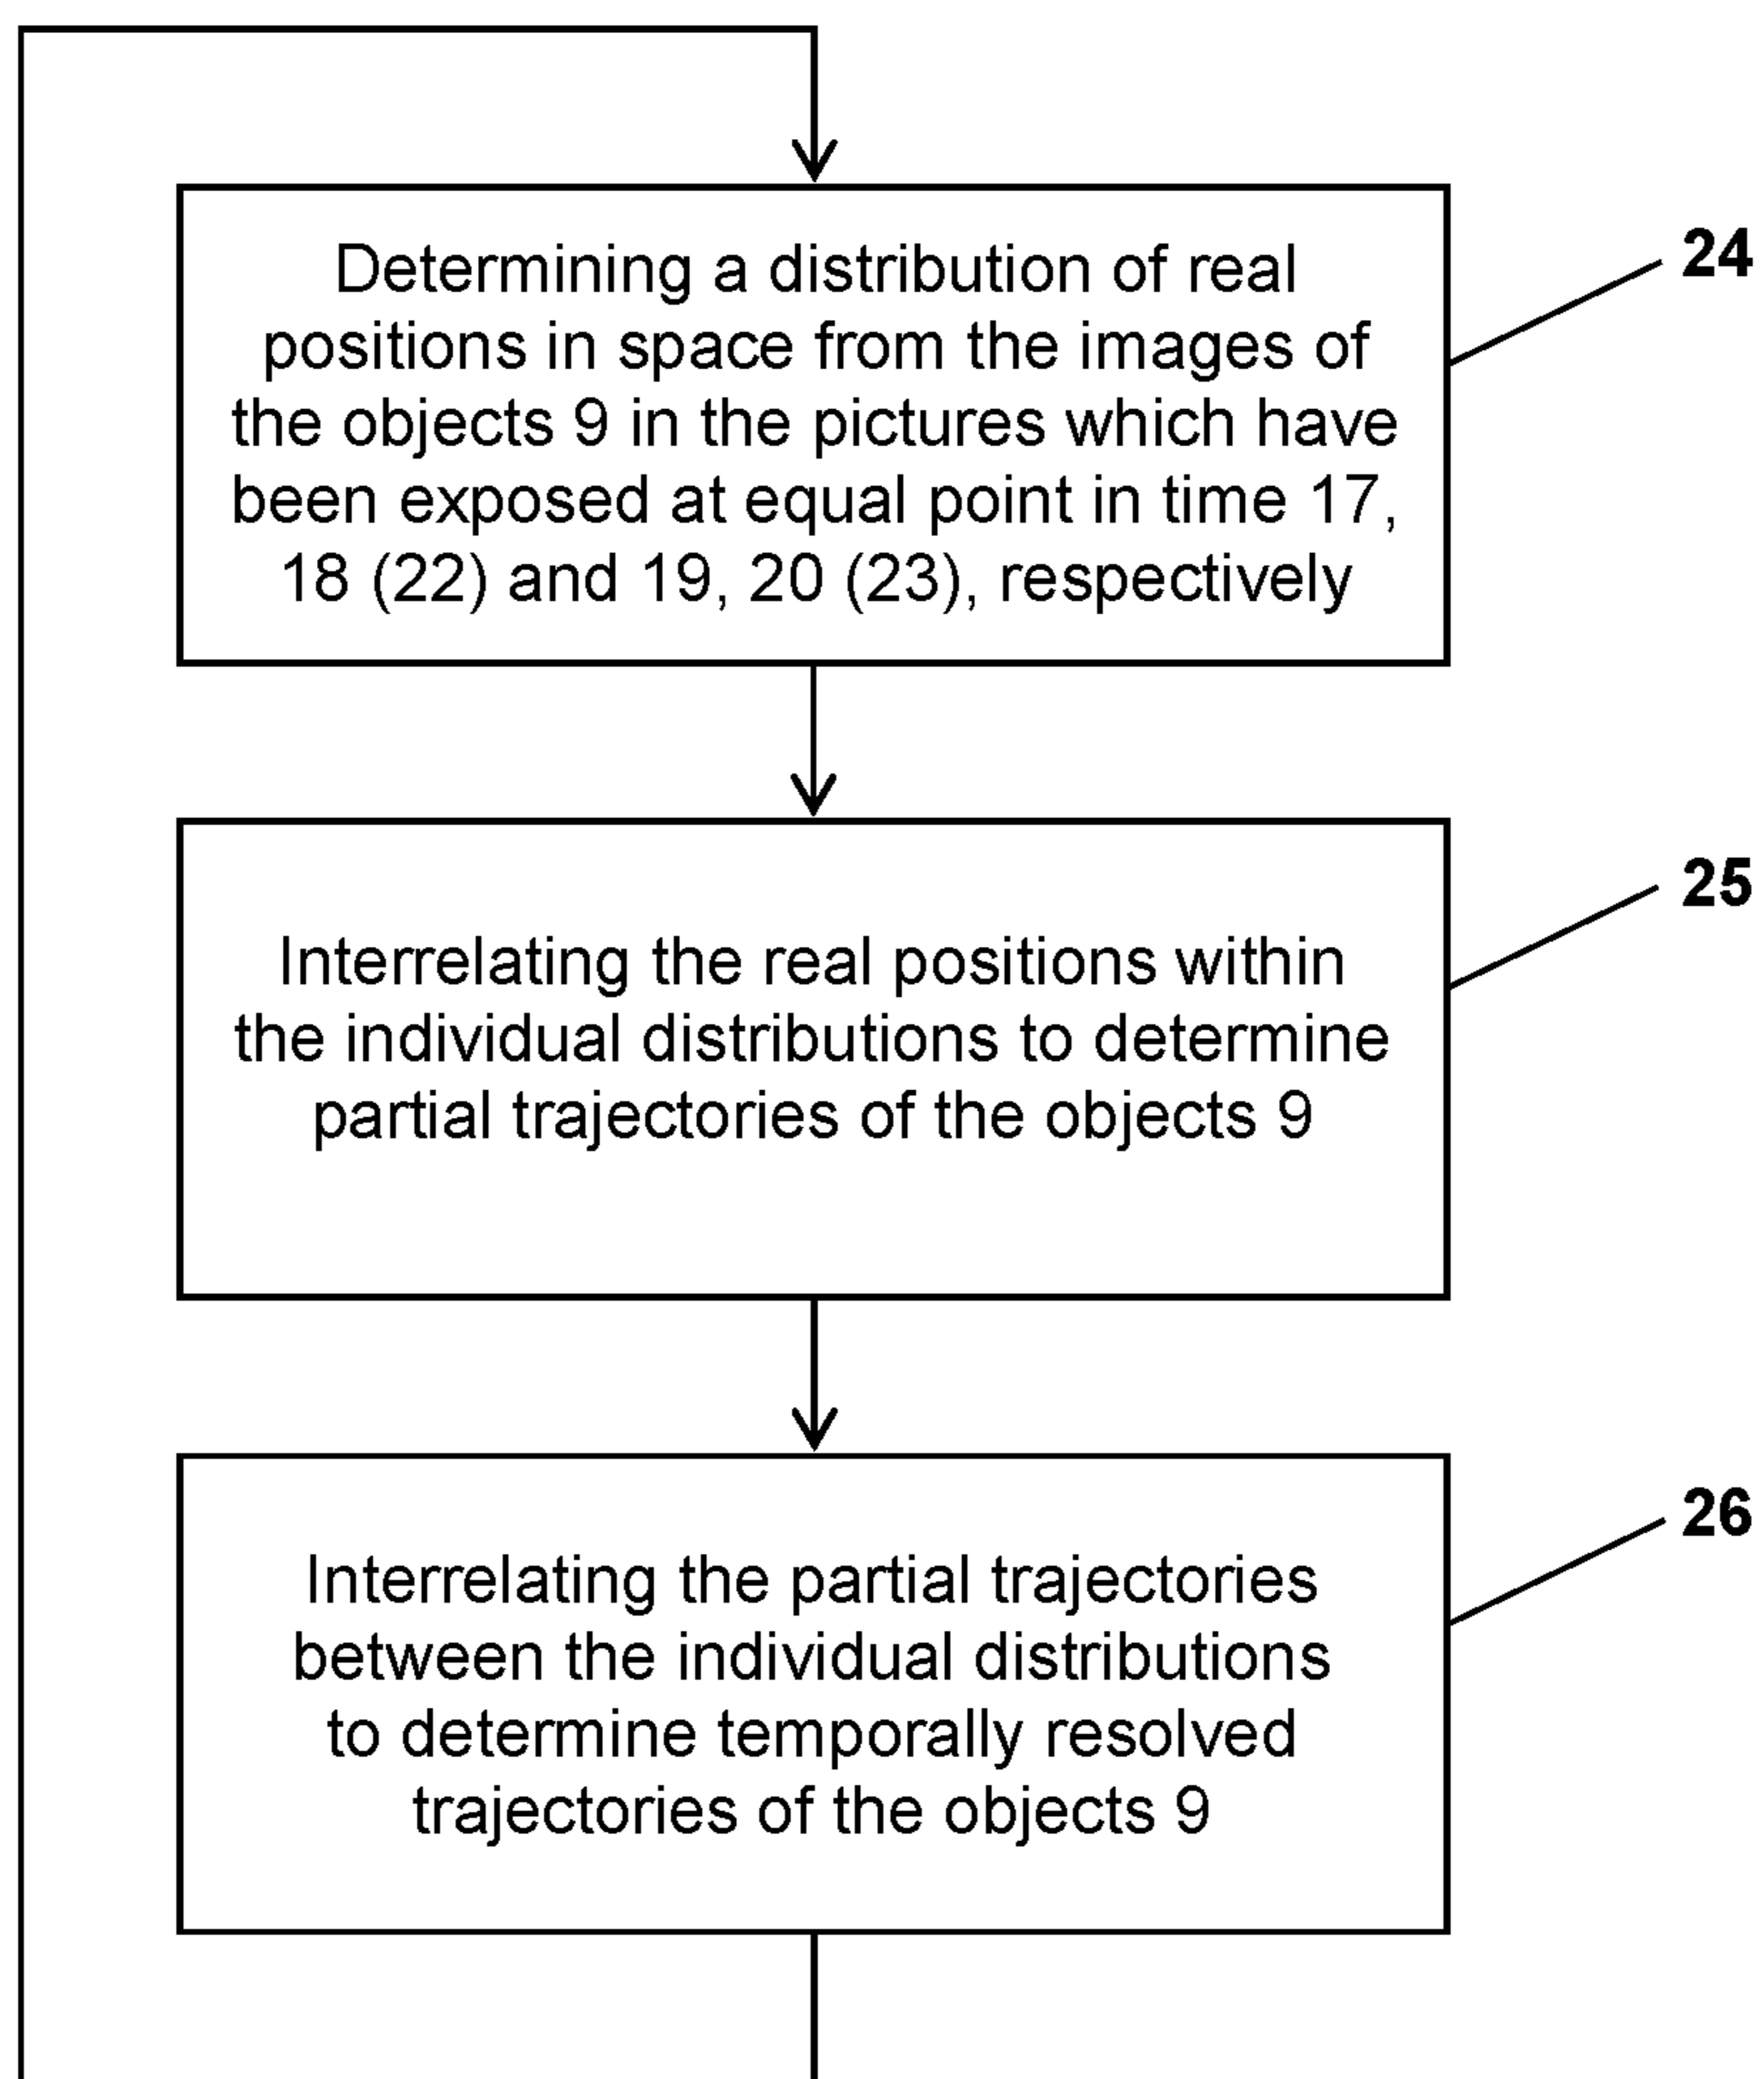 Determining a distribution of real
positions in space from the images of
the objects 9 in the pictures which have
been exposed at equal point in time 17,
18 (22) and 19, 20 (23), respectively
24
Interrelating the real positions within
the individual distributions to determine
partial trajectories of the objects 9
25
Interrelating the partial trajectories
between the individual distributions
to determine temporally resolved
trajectories of the objects 9
26